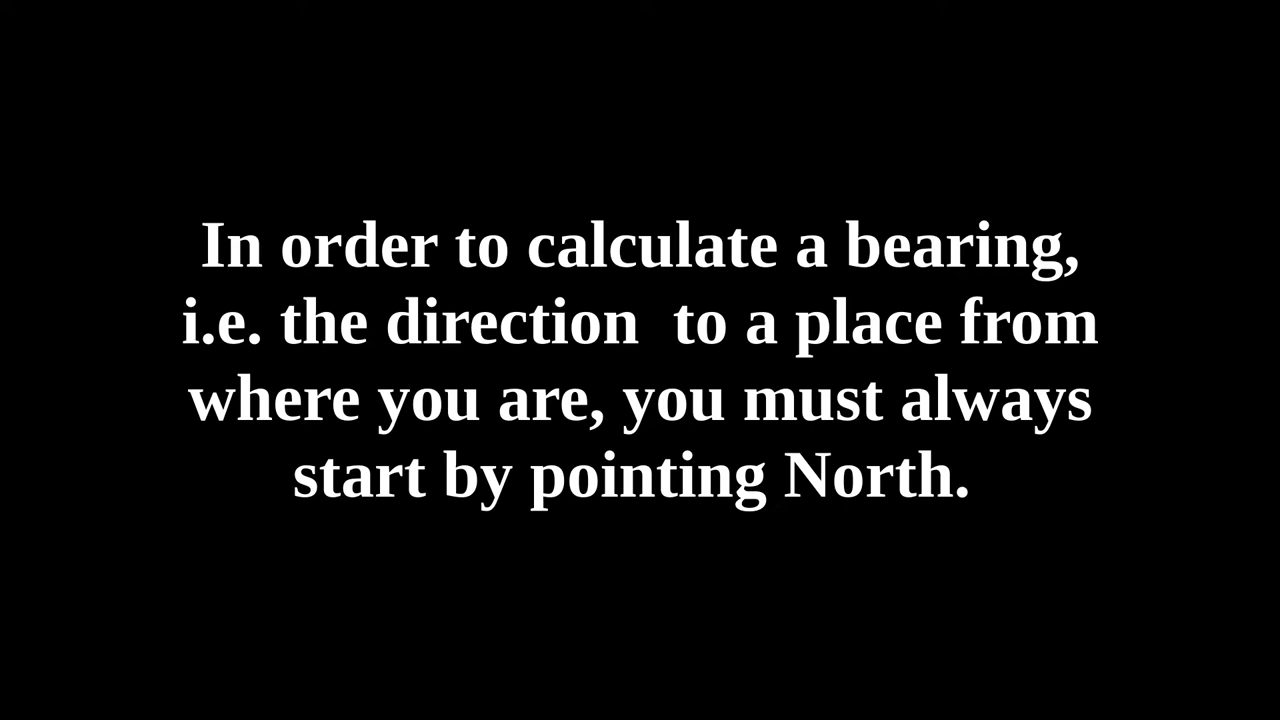 In order to calculate a bearing,
i.e. the direction  to a place from
where you are, you must always
start by pointing North.